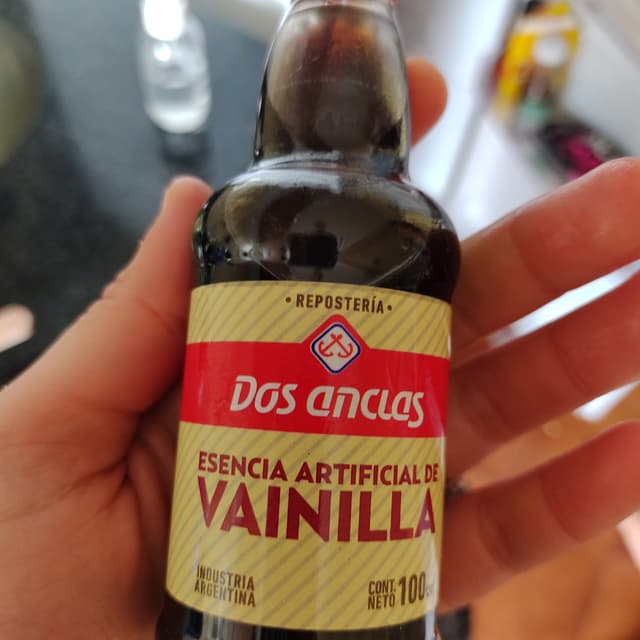 • REPOSTERÍA •
Dos anclas
ESENCIA ARTIFICIAL DE
VAINILLA
INDUSTRIA
ARGENTINA
CONT.
NETO 100